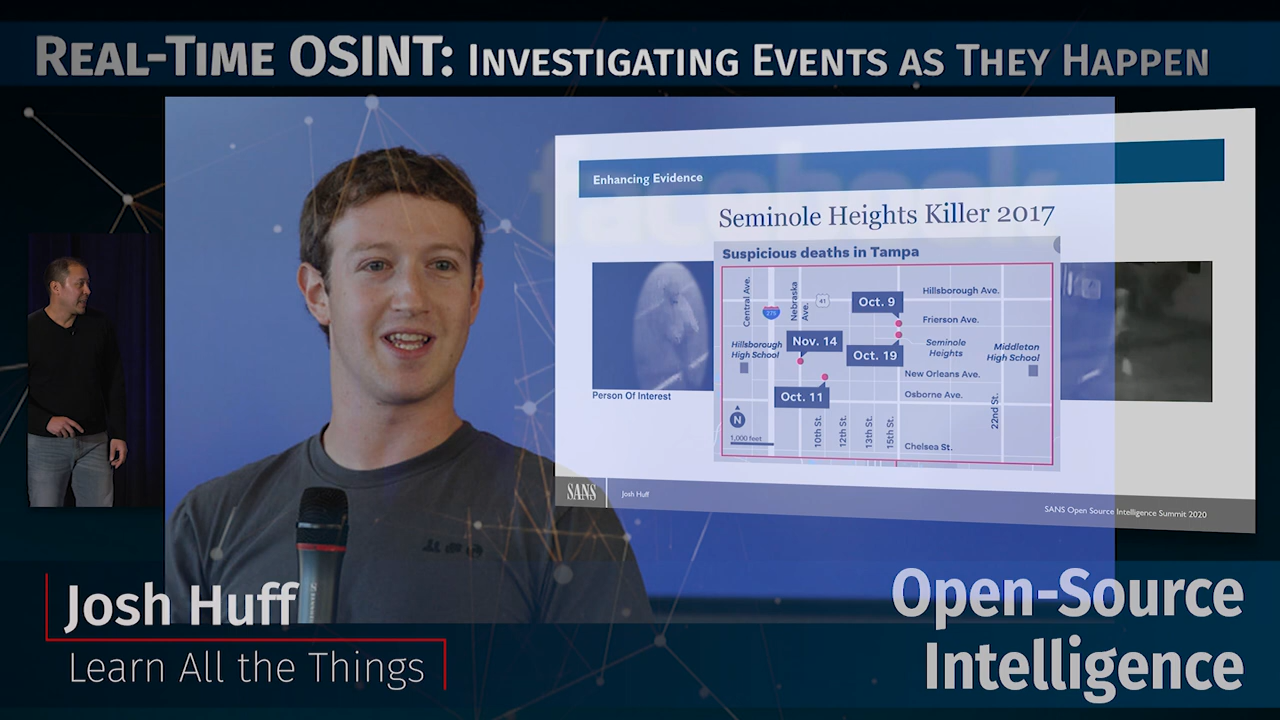 REAL-TIME OSINT: INVESTIGATING EVENTS AS THEY HAPPEN
facebook
Enhancing Evidence
Seminole Heights Killer 2017
Suspicious deaths in Tampa
Central Ave.
Nebraska Ave.
41
275
Oct. 9
Hillsborough Ave.
Frierson Ave.
Hillsborough High School
Nov. 14
Oct. 19
Seminole Heights
Middleton High School
New Orleans Ave.
Oct. 11
Osborne Ave.
N
1,000 feet
10th St.
12th St.
13th St.
15th St.
22nd St.
Chelsea St.
Person Of Interest
SANS
Josh Huff
SANS Open Source Intelligence Summit 2020
Josh Huff
Learn All the Things
Open-Source
Intelligence